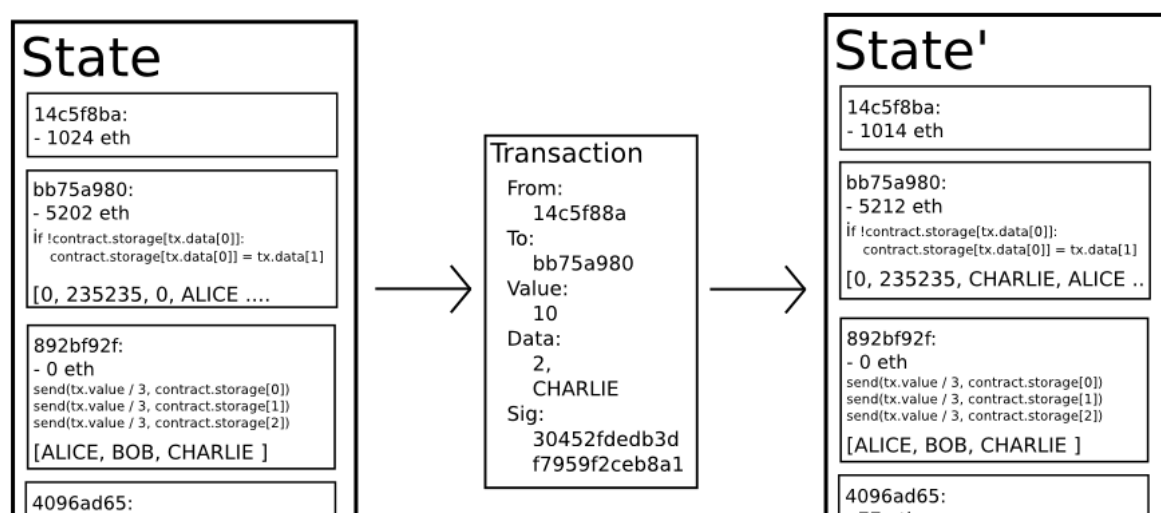 State
14c5f8ba:
- 1024 eth
bb75a980:
- 5202 eth
if !contract.storage[tx.data[0]]:
contract.storage[tx.data[0]] = tx.data[1]
[0, 235235, 0, ALICE ....
892bf92f:
- 0 eth
send(tx.value / 3, contract.storage[0])
send(tx.value / 3, contract.storage[1])
send(tx.value / 3, contract.storage[2])
[ALICE, BOB, CHARLIE ]
4096ad65:
Transaction
From:
14c5f88a
To:
bb75a980
Value:
10
Data:
2,
CHARLIE
Sig:
30452fdedb3d
f7959f2ceb8a1
State'
14c5f8ba:
- 1014 eth
bb75a980:
- 5212 eth
if !contract.storage[tx.data[0]]:
contract.storage[tx.data[0]] = tx.data[1]
[0, 235235, CHARLIE, ALICE ..
892bf92f:
- 0 eth
send(tx.value / 3, contract.storage[0])
send(tx.value / 3, contract.storage[1])
send(tx.value / 3, contract.storage[2])
[ALICE, BOB, CHARLIE ]
4096ad65: